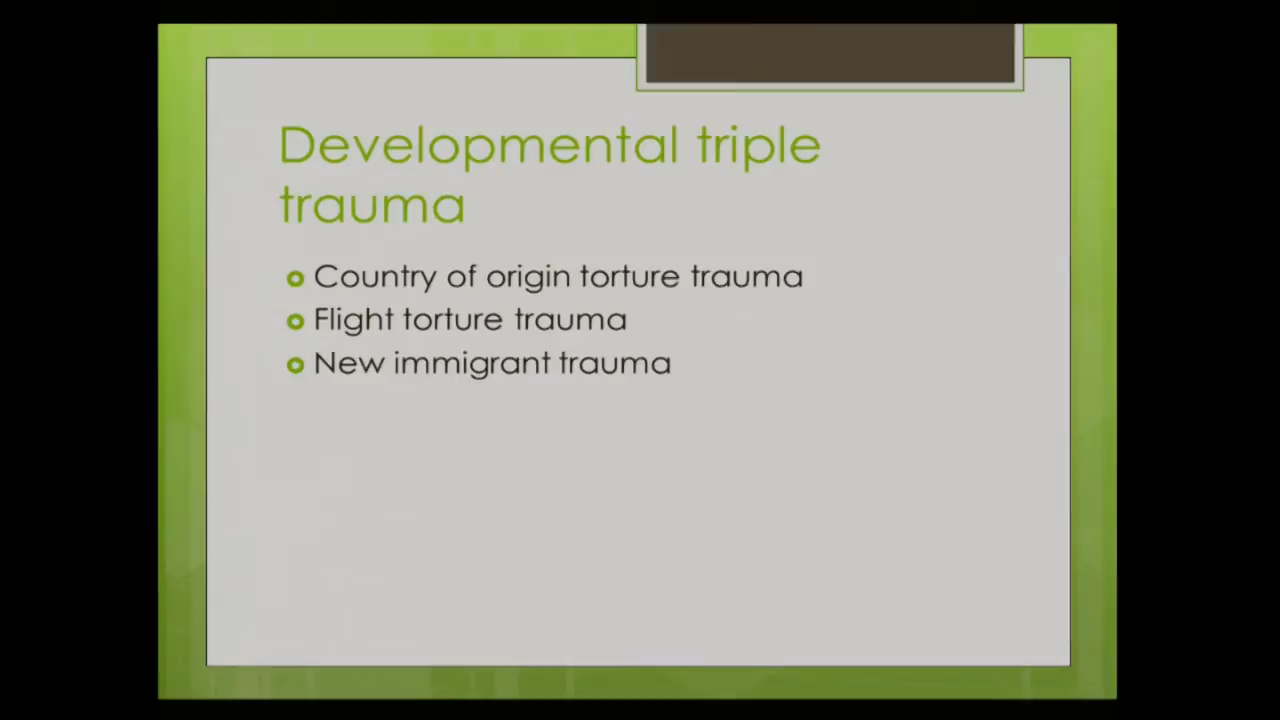 Developmental triple
trauma
Country of origin torture trauma
Flight torture trauma
New immigrant trauma